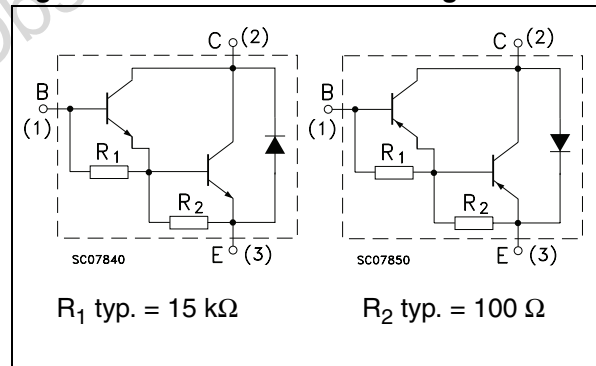 C (2)
B
(1)
R1
R2
E (3)
SC07840
C (2)
B
(1)
R1
R2
E (3)
SC07850
R1 typ. = 15 kΩ
R2 typ. = 100 Ω